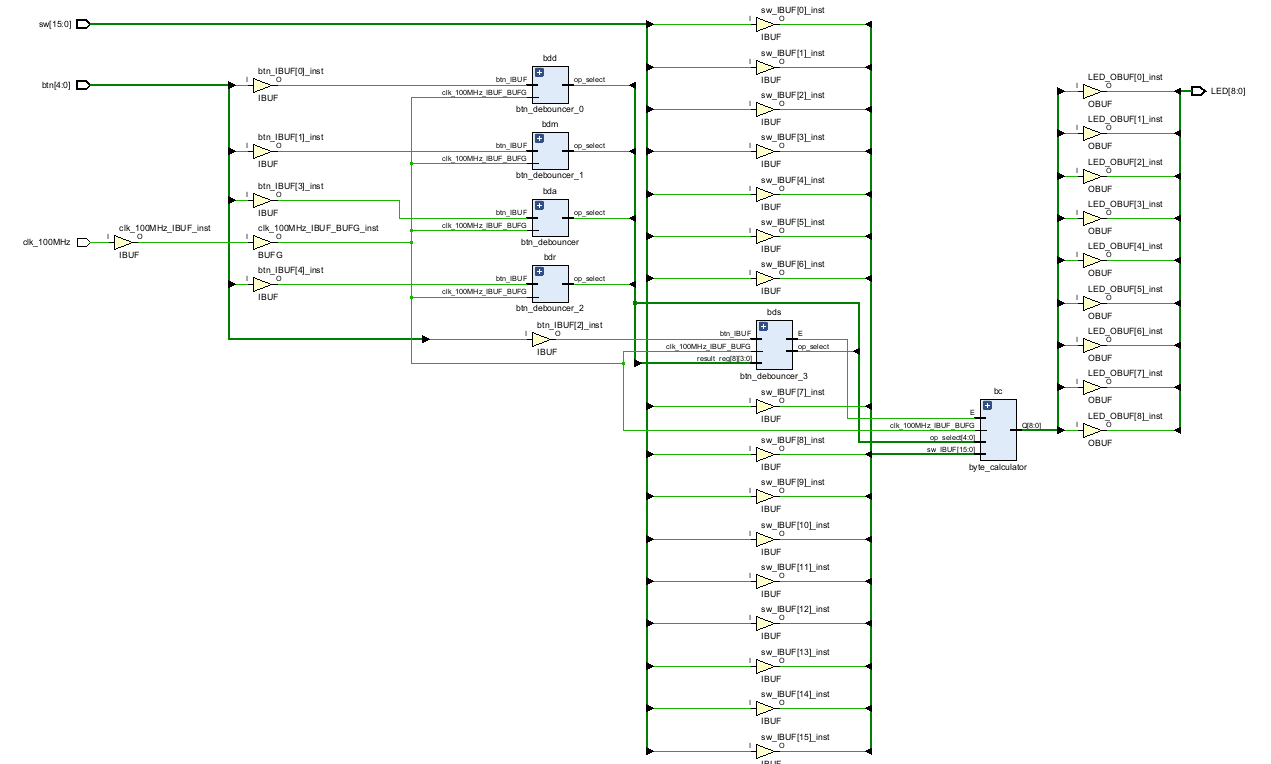 sw[15:0]
btn[4:0]
clk_100MHz
I
O
clk_100MHz_IBUF_inst
IBUF
btn_IBUF[0]_inst
I
O
IBUF
btn_IBUF[1]_inst
I
O
IBUF
btn_IBUF[3]_inst
I
O
IBUF
clk_100MHz_IBUF_BUFG_inst
I
O
BUFG
btn_IBUF[4]_inst
I
O
IBUF
btn_IBUF[2]_inst
I
O
IBUF
bdd
btn_IBUF
clk_100MHz_IBUF_BUFG
op_select
btn_debouncer_0
bdm
btn_IBUF
clk_100MHz_IBUF_BUFG
op_select
btn_debouncer_1
bda
btn_IBUF
clk_100MHz_IBUF_BUFG
op_select
btn_debouncer
bdr
btn_IBUF
clk_100MHz_IBUF_BUFG
op_select
btn_debouncer_2
sw_IBUF[0]_inst
I
O
IBUF
sw_IBUF[1]_inst
I
O
IBUF
sw_IBUF[2]_inst
I
O
IBUF
sw_IBUF[3]_inst
I
O
IBUF
sw_IBUF[4]_inst
I
O
IBUF
sw_IBUF[5]_inst
I
O
IBUF
sw_IBUF[6]_inst
I
O
IBUF
bds
btn_IBUF
clk_100MHz_IBUF_BUFG
result_reg[8][3:0]
E
op_select
btn_debouncer_3
sw_IBUF[7]_inst
I
O
IBUF
sw_IBUF[8]_inst
I
O
IBUF
sw_IBUF[9]_inst
I
O
IBUF
sw_IBUF[10]_inst
I
O
IBUF
sw_IBUF[11]_inst
I
O
IBUF
sw_IBUF[12]_inst
I
O
IBUF
sw_IBUF[13]_inst
I
O
IBUF
sw_IBUF[14]_inst
I
O
IBUF
sw_IBUF[15]_inst
I
O
IBUF
bc
E
clk_100MHz_IBUF_BUFG
op_select[4:0]
sw_IBUF[15:0]
Q[8:0]
byte_calculator
LED_OBUF[0]_inst
I
O
OBUF
LED_OBUF[1]_inst
I
O
OBUF
LED_OBUF[2]_inst
I
O
OBUF
LED_OBUF[3]_inst
I
O
OBUF
LED_OBUF[4]_inst
I
O
OBUF
LED_OBUF[5]_inst
I
O
OBUF
LED_OBUF[6]_inst
I
O
OBUF
LED_OBUF[7]_inst
I
O
OBUF
LED_OBUF[8]_inst
I
O
OBUF
LED[8:0]